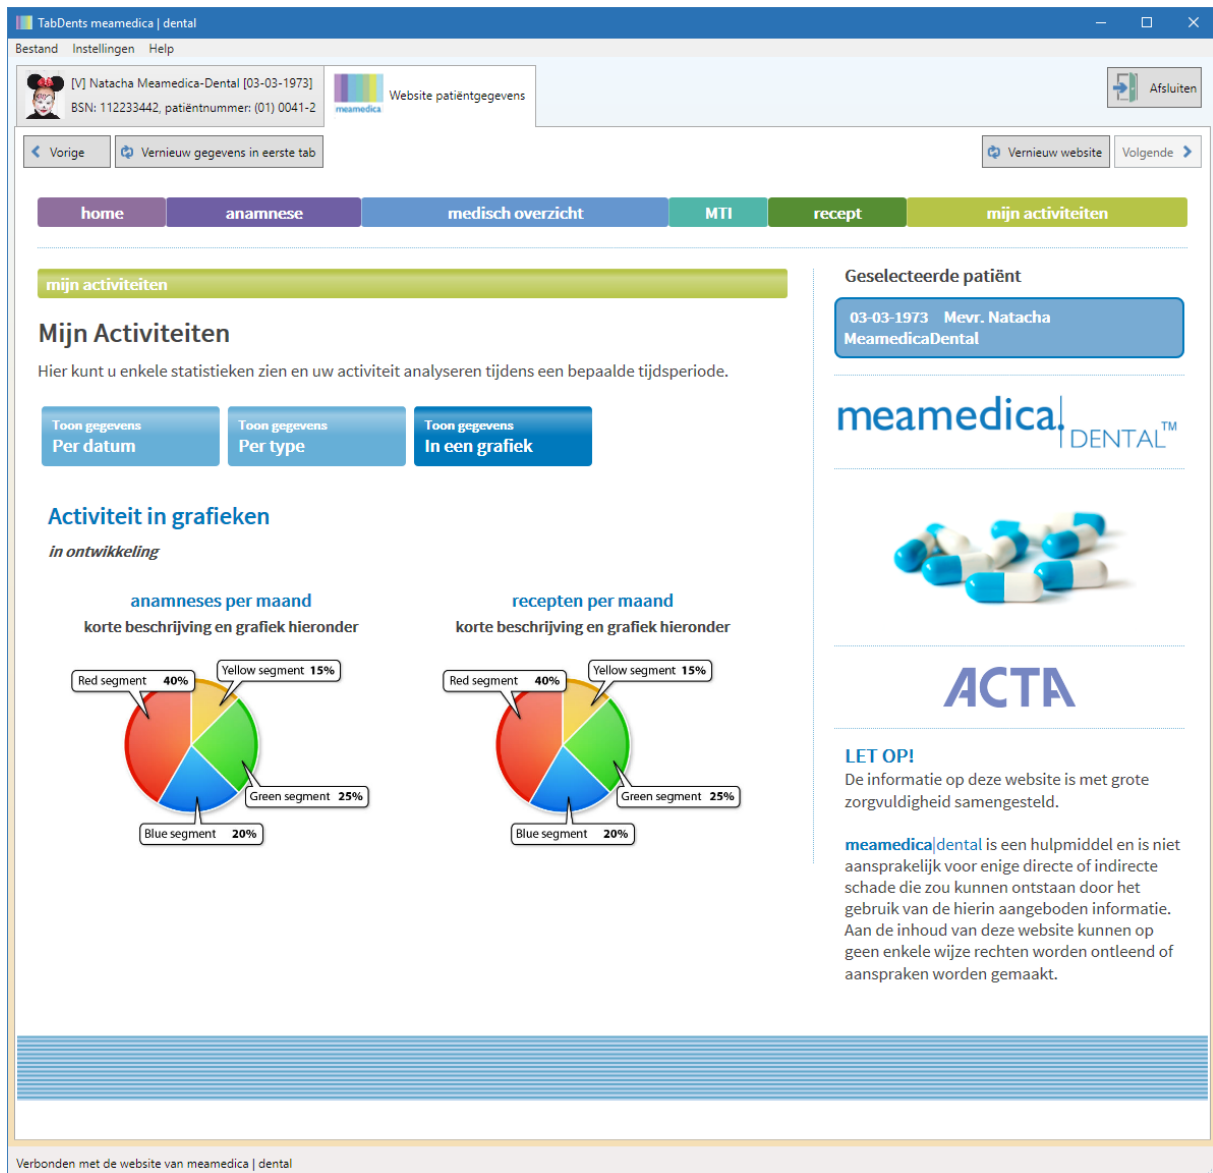 TabDents meamedica | dental
Bestand Instellingen Help
[V] Natacha Meamedica-Dental [03-03-1973]
BSN: 112233442, patiëntnummer: (01) 0041-2
meamedica
Website patiëntgegevens
Afsluiten
Vorige
Vernieuw gegevens in eerste tab
Vernieuw website
Volgende
home anamnese medisch overzicht MTI recept mijn activiteiten
mijn activiteiten
Mijn Activiteiten
Hier kunt u enkele statistieken zien en uw activiteit analyseren tijdens een bepaalde tijdsperiode.
Toon gegevens
Per datum
Toon gegevens
Per type
Toon gegevens
In een grafiek
Activiteit in grafieken
in ontwikkeling
anamneses per maand
korte beschrijving en grafiek hieronder
Red segment 40%
Yellow segment 15%
Green segment 25%
Blue segment 20%
recepten per maand
korte beschrijving en grafiek hieronder
Red segment 40%
Yellow segment 15%
Green segment 25%
Blue segment 20%
Geselecteerde patiënt
03-03-1973 Mevr. Natacha
MeamedicaDental
meamedica. DENTAL™
ACTA
LET OP!
De informatie op deze website is met grote
zorgvuldigheid samengesteld.
meamedica|dental is een hulpmiddel en is niet
aansprakelijk voor enige directe of indirecte
schade die zou kunnen ontstaan door het
gebruik van de hierin aangeboden informatie.
Aan de inhoud van deze website kunnen op
geen enkele wijze rechten worden ontleend of
aanspraken worden gemaakt.
Verbonden met de website van meamedica | dental